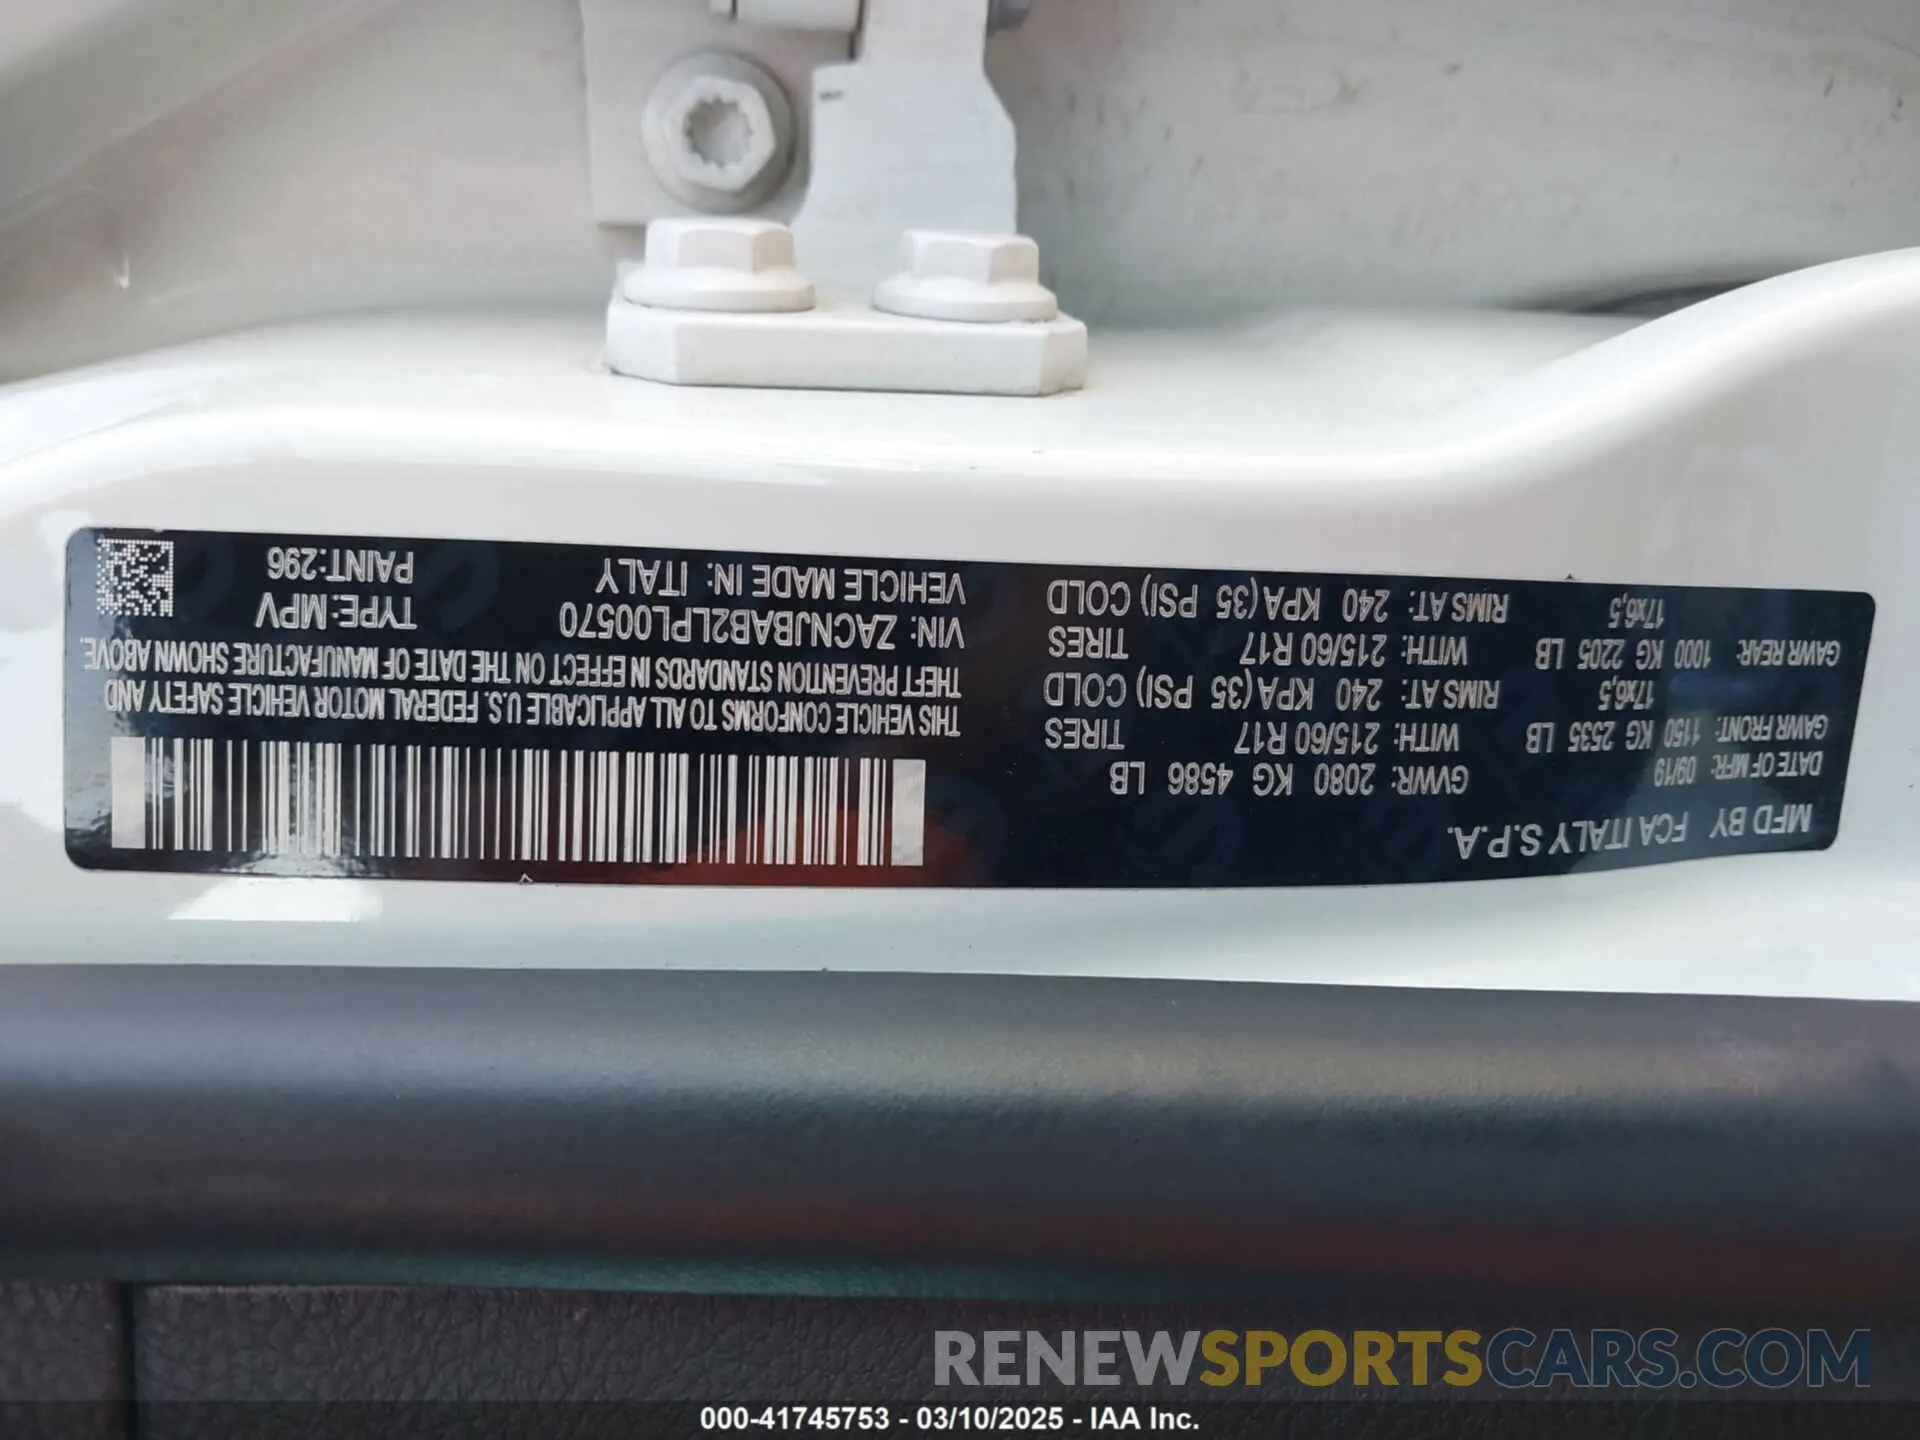 MFD BY FCA ITALY S.P.A.
DATE OF MFR: 09/19 GVWR: 2080 KG 4586 LB
GAWR FRONT: 1150 KG 2535 LB WITH: 215/60 R17 TIRES
17x6,5 RIMS AT: 240 KPA (35 PSI) COLD
GAWR REAR: 1000 KG 2205 LB WITH: 215/60 R17 TIRES
17x6,5 RIMS AT: 240 KPA (35 PSI) COLD
THIS VEHICLE CONFORMS TO ALL APPLICABLE U.S. FEDERAL MOTOR VEHICLE SAFETY AND
THEFT PREVENTION STANDARDS IN EFFECT ON THE DATE OF MANUFACTURE SHOWN ABOVE.
VIN: ZACNJBAB2LPL00570 TYPE: MPV
VEHICLE MADE IN: ITALY PAINT:296
RENEWSPORTSCARS.COM
000-41745753 - 03/10/2025 - IAA Inc.